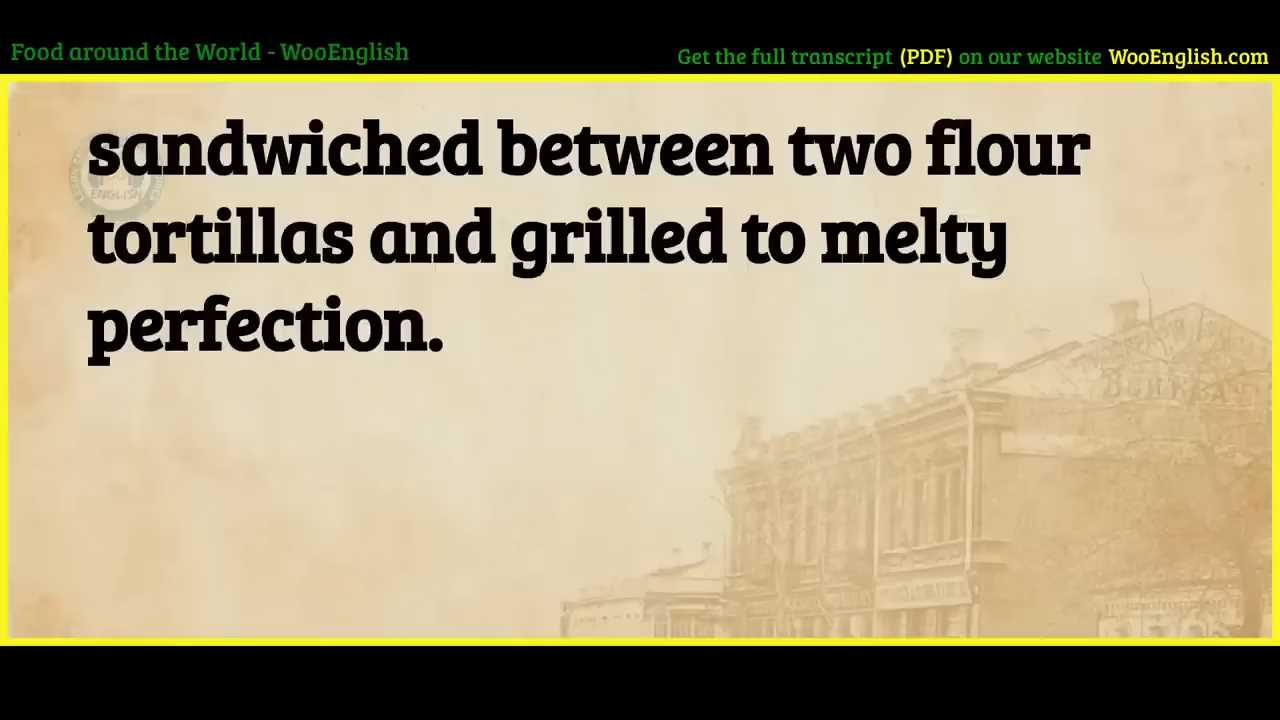 Food around the World - WooEnglish
Get the full transcript (PDF) on our website WooEnglish.com
sandwiched between two flour
tortillas and grilled to melty
perfection.
ENGLISH